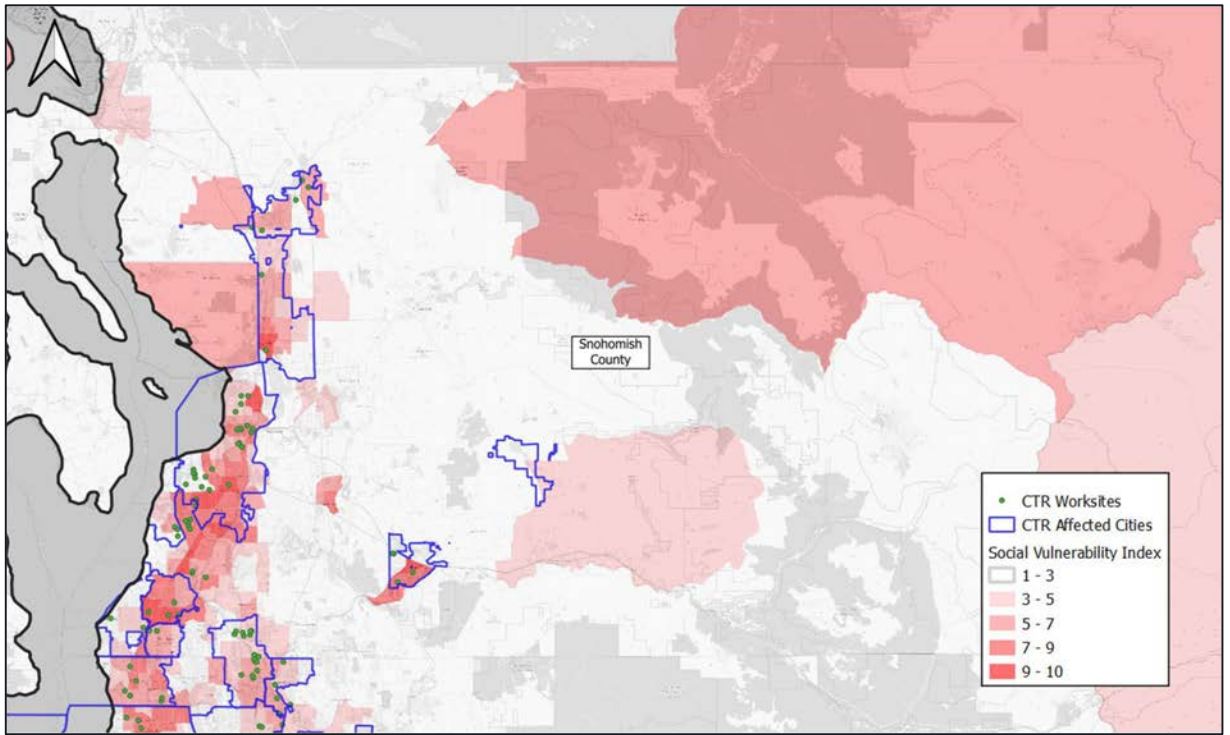 Snohomish
County
CTR Worksites
CTR Affected Cities
Social Vulnerability Index
1 - 3
3 - 5
5 - 7
7 - 9
9 - 10